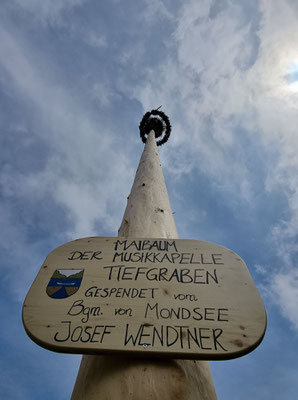 MAIBAUM
DER MUSIKKAPELLE
TIEFGRABEN
GESPENDET vom
Bgm. von MONDSEE
JOSEF WENDTNER